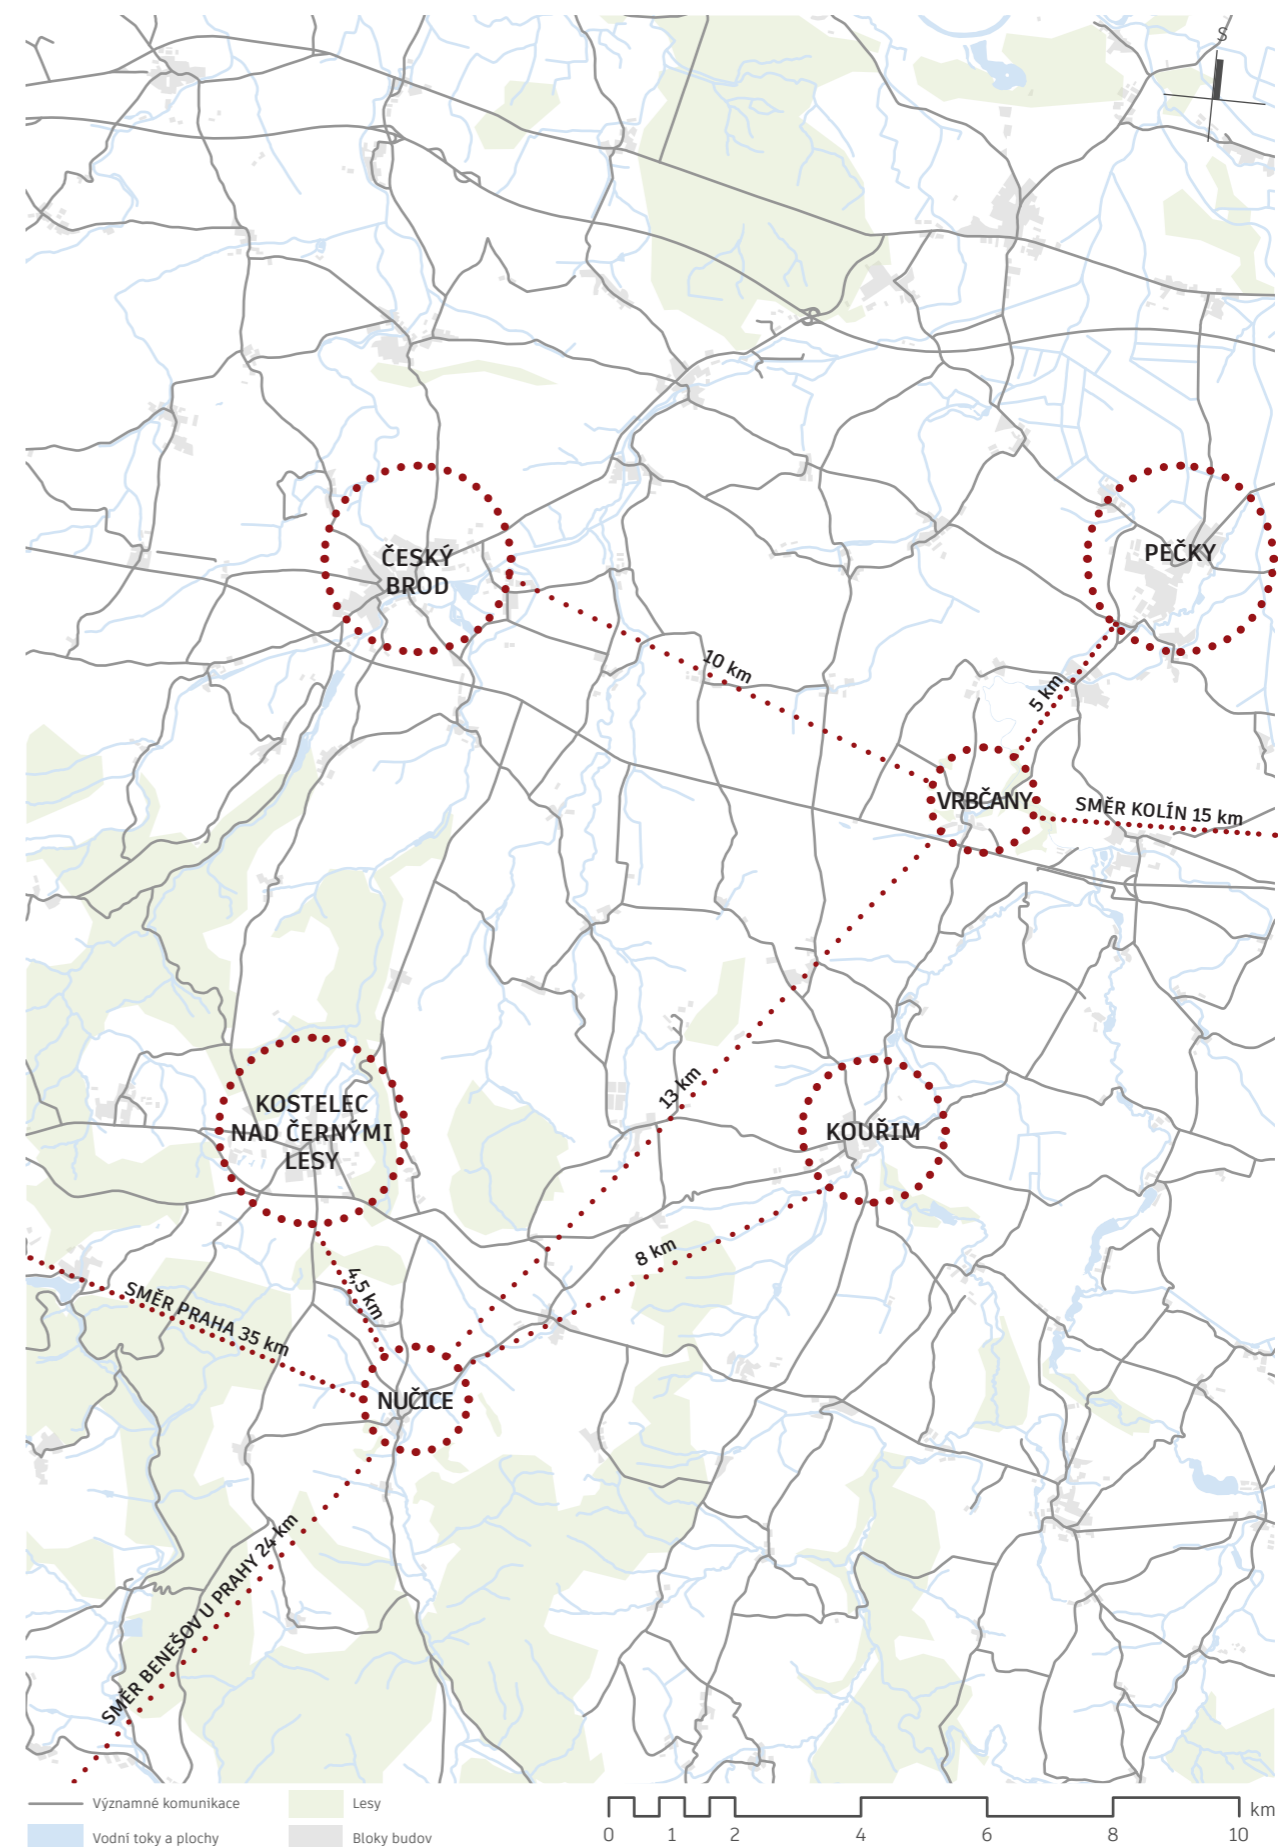 S
ČESKÝ
BROD
PEČKY
10 km
5 km
VRBČANY
SMĚR KOLÍN 15 km
KOSTELEC
NAD ČERNÝMI
LESY
13 km
KOUŘIM
8 km
4,5 km
SMĚR PRAHA 35 km
NUČICE
SMĚR BENEŠOV U PRAHY 24 km
Významné komunikace
Lesy
Vodní toky a plochy
Bloky budov
km
0 1 2 4 6 8 10